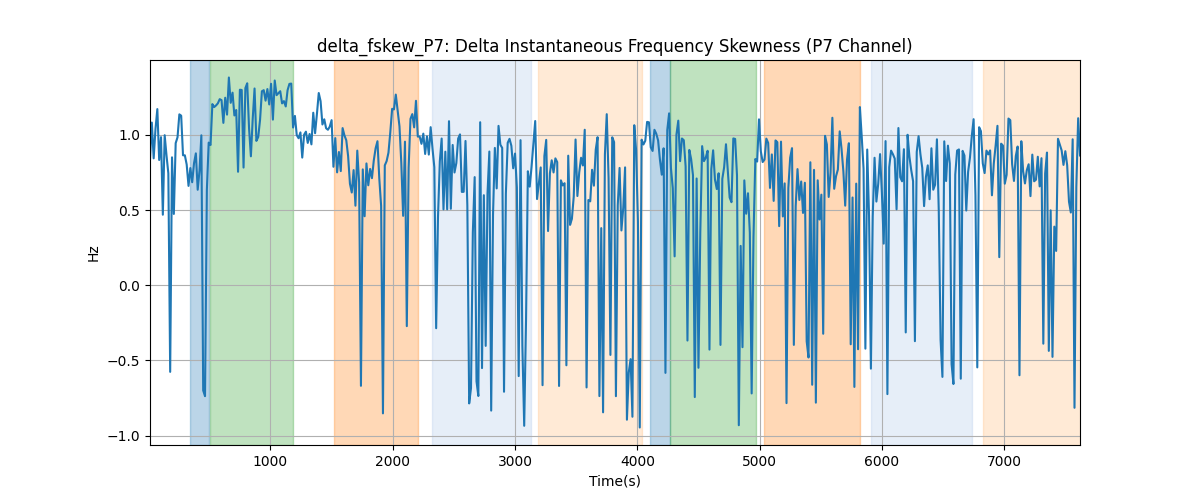 delta_fskew_P7: Delta Instantaneous Frequency Skewness (P7 Channel)
1.0
0.5
0.0
−0.5
−1.0
Hz
1000 2000 3000 4000 5000 6000 7000
Time(s)